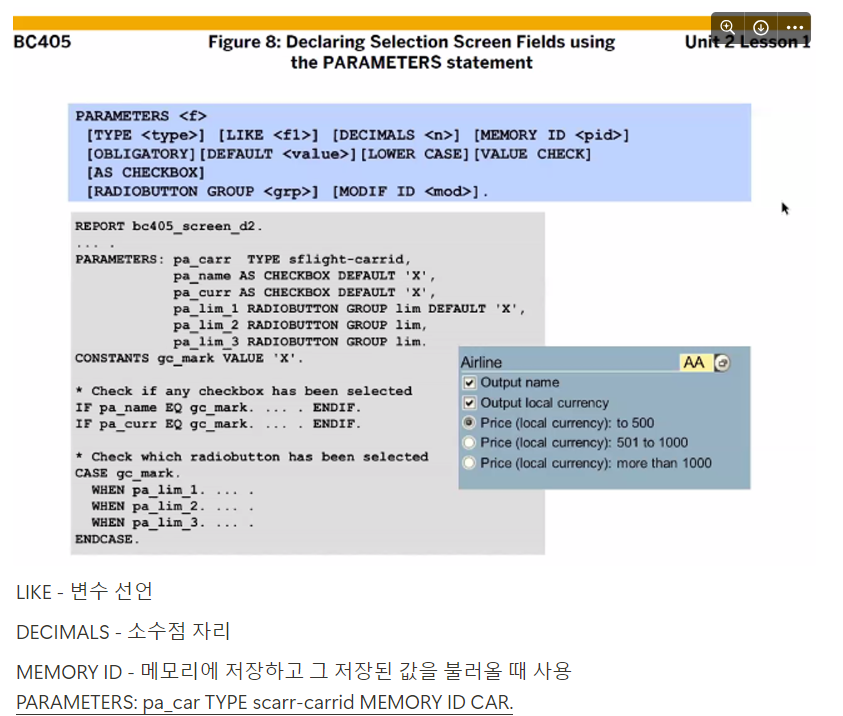 BC405
Figure 8: Declaring Selection Screen Fields using
the PARAMETERS statement
Unit 2 Lesson 1
PARAMETERS <f>
[TYPE <type>] [LIKE <f1>] [DECIMALS <n>] [MEMORY ID <pid>]
[OBLIGATORY] [DEFAULT <value>] [LOWER CASE] [VALUE CHECK]
[AS CHECKBOX]
[RADIOBUTTON GROUP <grp>] [MODIF ID <mod>].
REPORT bc405_screen_d2.
... .
PARAMETERS: pa_carr TYPE sflight-carrid,
pa_name AS CHECKBOX DEFAULT 'X',
pa_curr AS CHECKBOX DEFAULT 'X',
pa_lim_1 RADIOBUTTON GROUP lim DEFAULT 'X',
pa_lim_2 RADIOBUTTON GROUP lim,
pa_lim_3 RADIOBUTTON GROUP lim.
CONSTANTS gc_mark VALUE 'X'.
* Check if any checkbox has been selected
IF pa_name EQ gc_mark. ... . ENDIF.
IF pa_curr EQ gc_mark. ... . ENDIF.
* Check which radiobutton has been selected
CASE gc_mark.
WHEN pa_lim_1. ... .
WHEN pa_lim_2. ... .
WHEN pa_lim_3. ... .
ENDCASE.
Airline AA
Output name
Output local currency
Price (local currency): to 500
Price (local currency): 501 to 1000
Price (local currency): more than 1000
LIKE - 변수 선언
DECIMALS - 소수점 자리
MEMORY ID - 메모리에 저장하고 그 저장된 값을 불러올 때 사용
PARAMETERS: pa_car TYPE scarr-carrid MEMORY ID CAR.